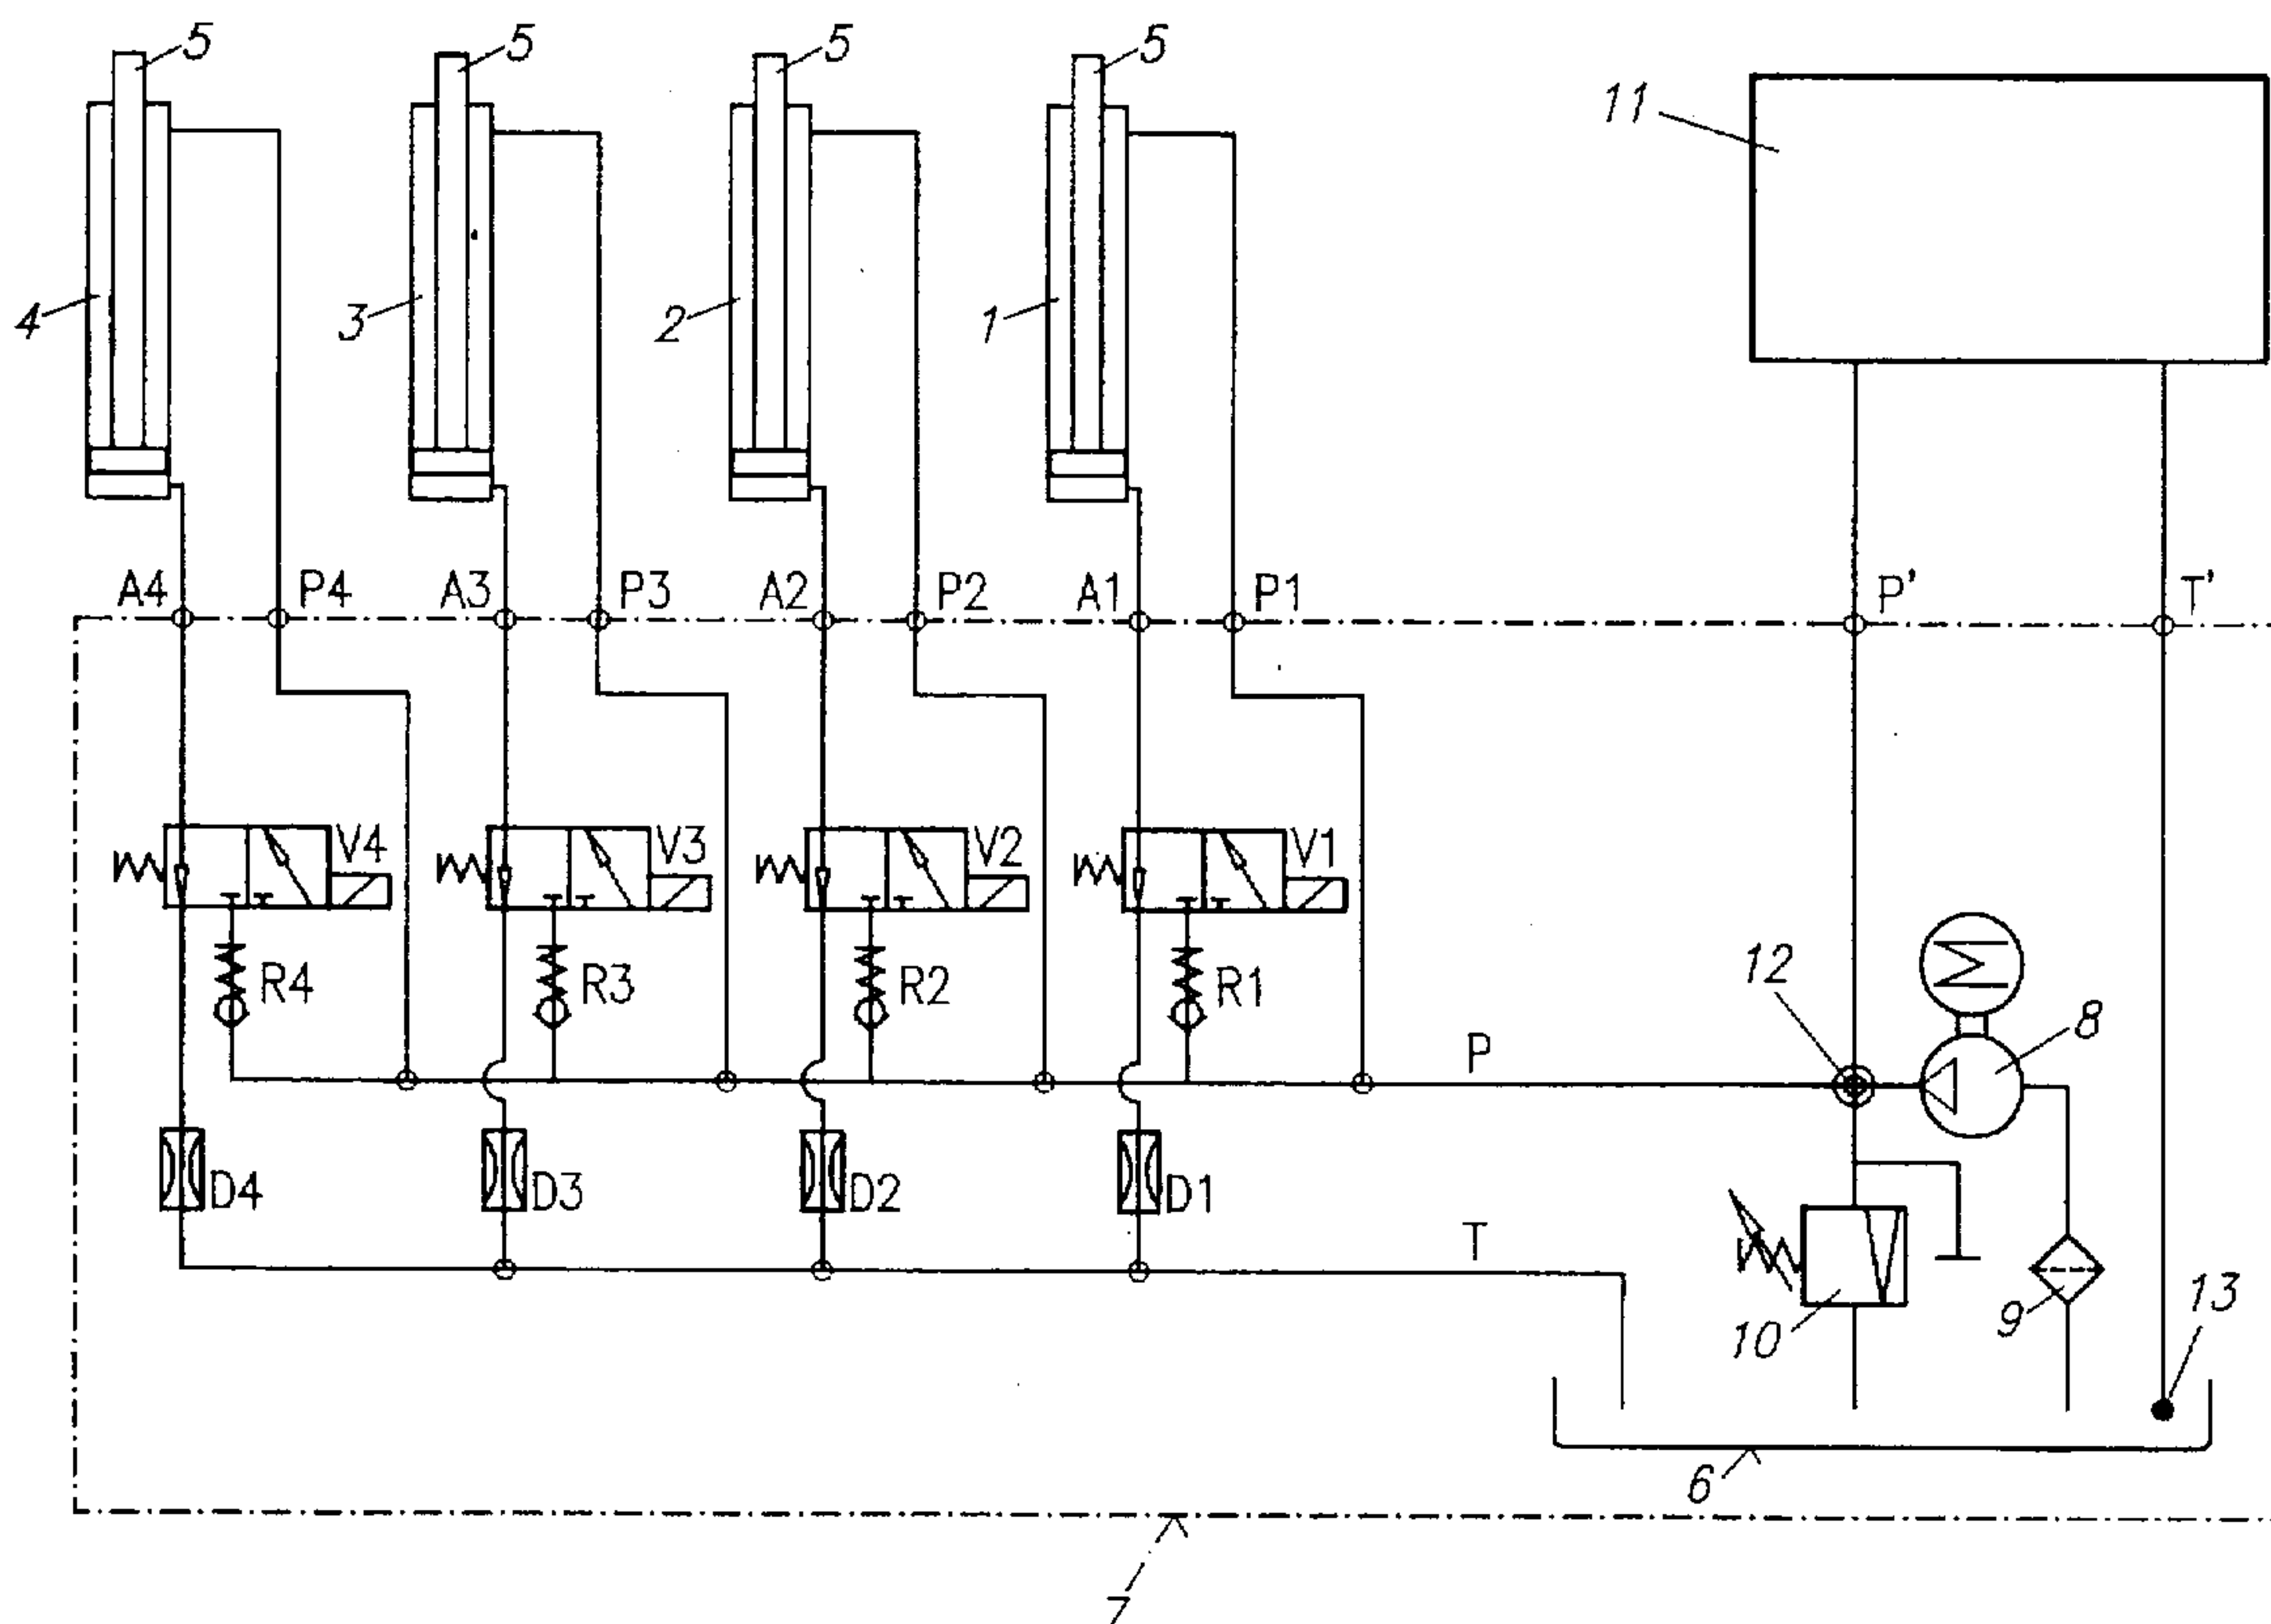 5 5 5 5
11
4 3 2 1
A4 P4 A3 P3 A2 P2 A1 P1 P' T'
V4 V3 V2 V1
R4 R3 R2 R1 12 M 8
P
D4 D3 D2 D1
T
10 9 13
6
7